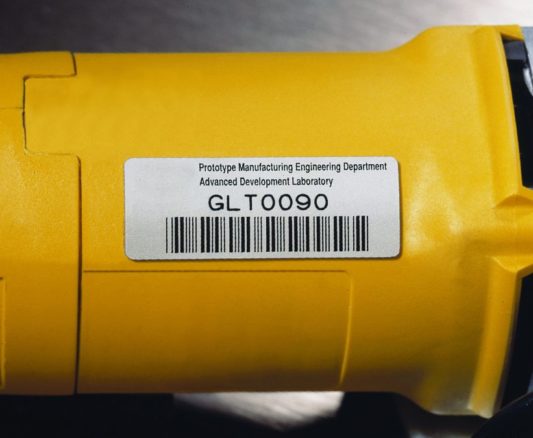 Prototype Manufacturing Engineering Department
Advanced Development Laboratory
GLT0090